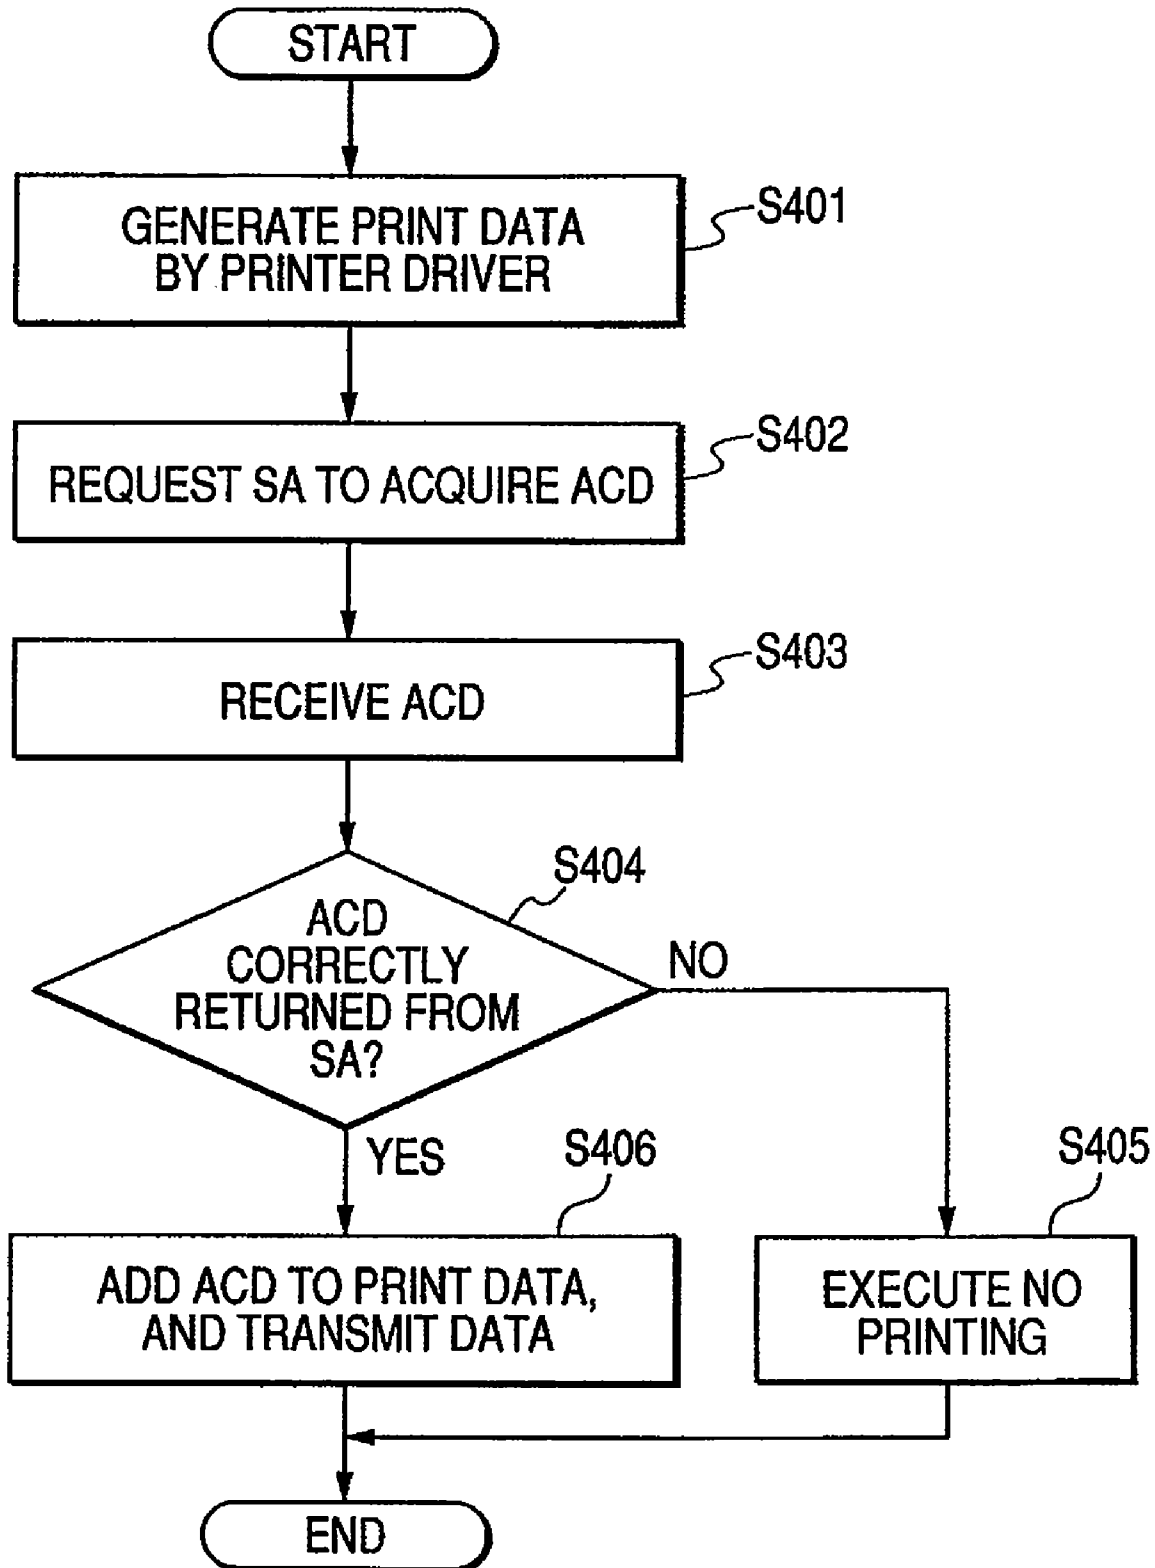 START
GENERATE PRINT DATA
BY PRINTER DRIVER
S401
REQUEST SA TO ACQUIRE ACD
S402
RECEIVE ACD
S403
ACD
CORRECTLY
RETURNED FROM
SA?
S404
NO
YES
S406
ADD ACD TO PRINT DATA,
AND TRANSMIT DATA
S405
EXECUTE NO
PRINTING
END